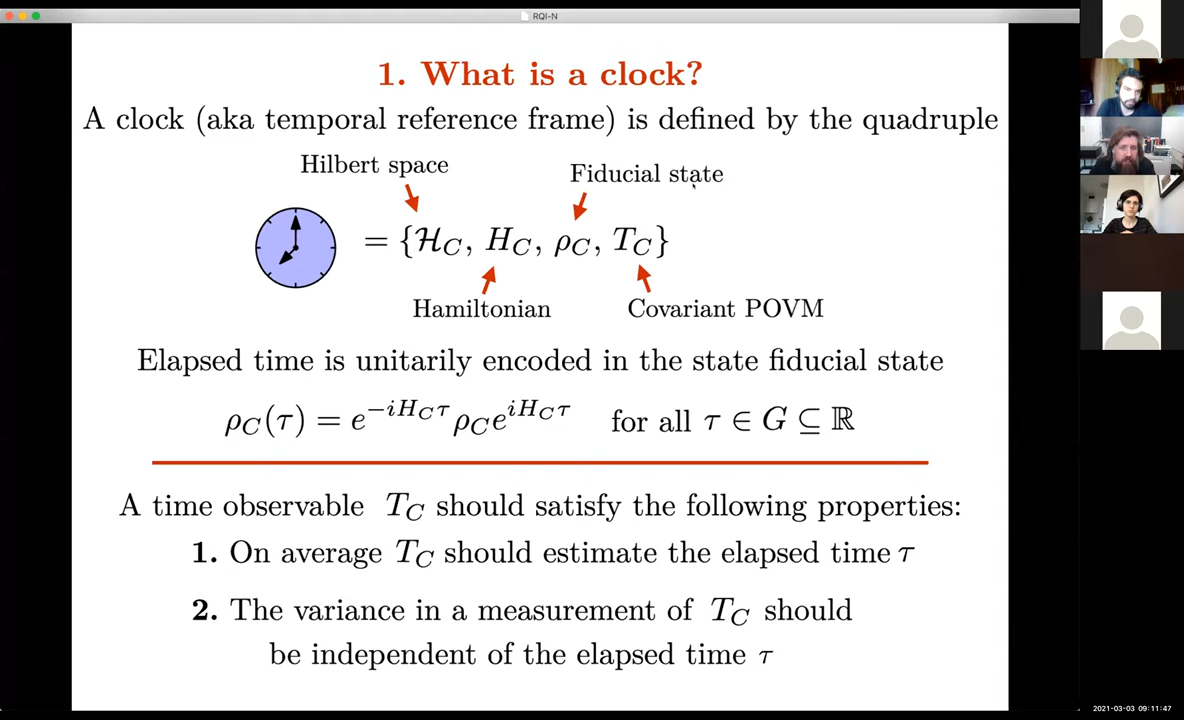 RQI-N
1. What is a clock?
A clock (aka temporal reference frame) is defined by the quadruple
Hilbert space
Fiducial state
= {ℋ_C, H_C, ρ_C, T_C}
Hamiltonian
Covariant POVM
Elapsed time is unitarily encoded in the state fiducial state
ρ_C(τ) = e^{-iH_Cτ} ρ_C e^{iH_Cτ} for all τ ∈ G ⊆ ℝ
A time observable T_C should satisfy the following properties:
1. On average T_C should estimate the elapsed time τ
2. The variance in a measurement of T_C should
be independent of the elapsed time τ
2021-03-03 09:11:47